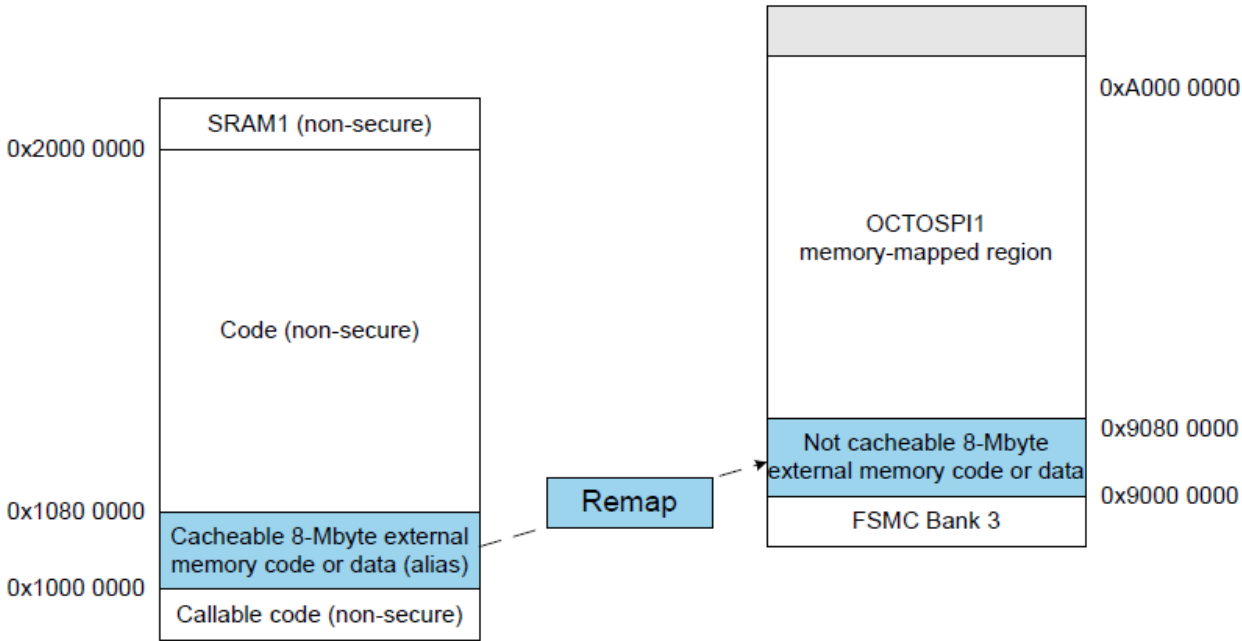 SRAM1 (non-secure)
0x2000 0000
Code (non-secure)
0x1080 0000
Cacheable 8-Mbyte external
memory code or data (alias)
0x1000 0000
Callable code (non-secure)
Remap
0xA000 0000
OCTOSPI1
memory-mapped region
0x9080 0000
Not cacheable 8-Mbyte
external memory code or data
0x9000 0000
FSMC Bank 3